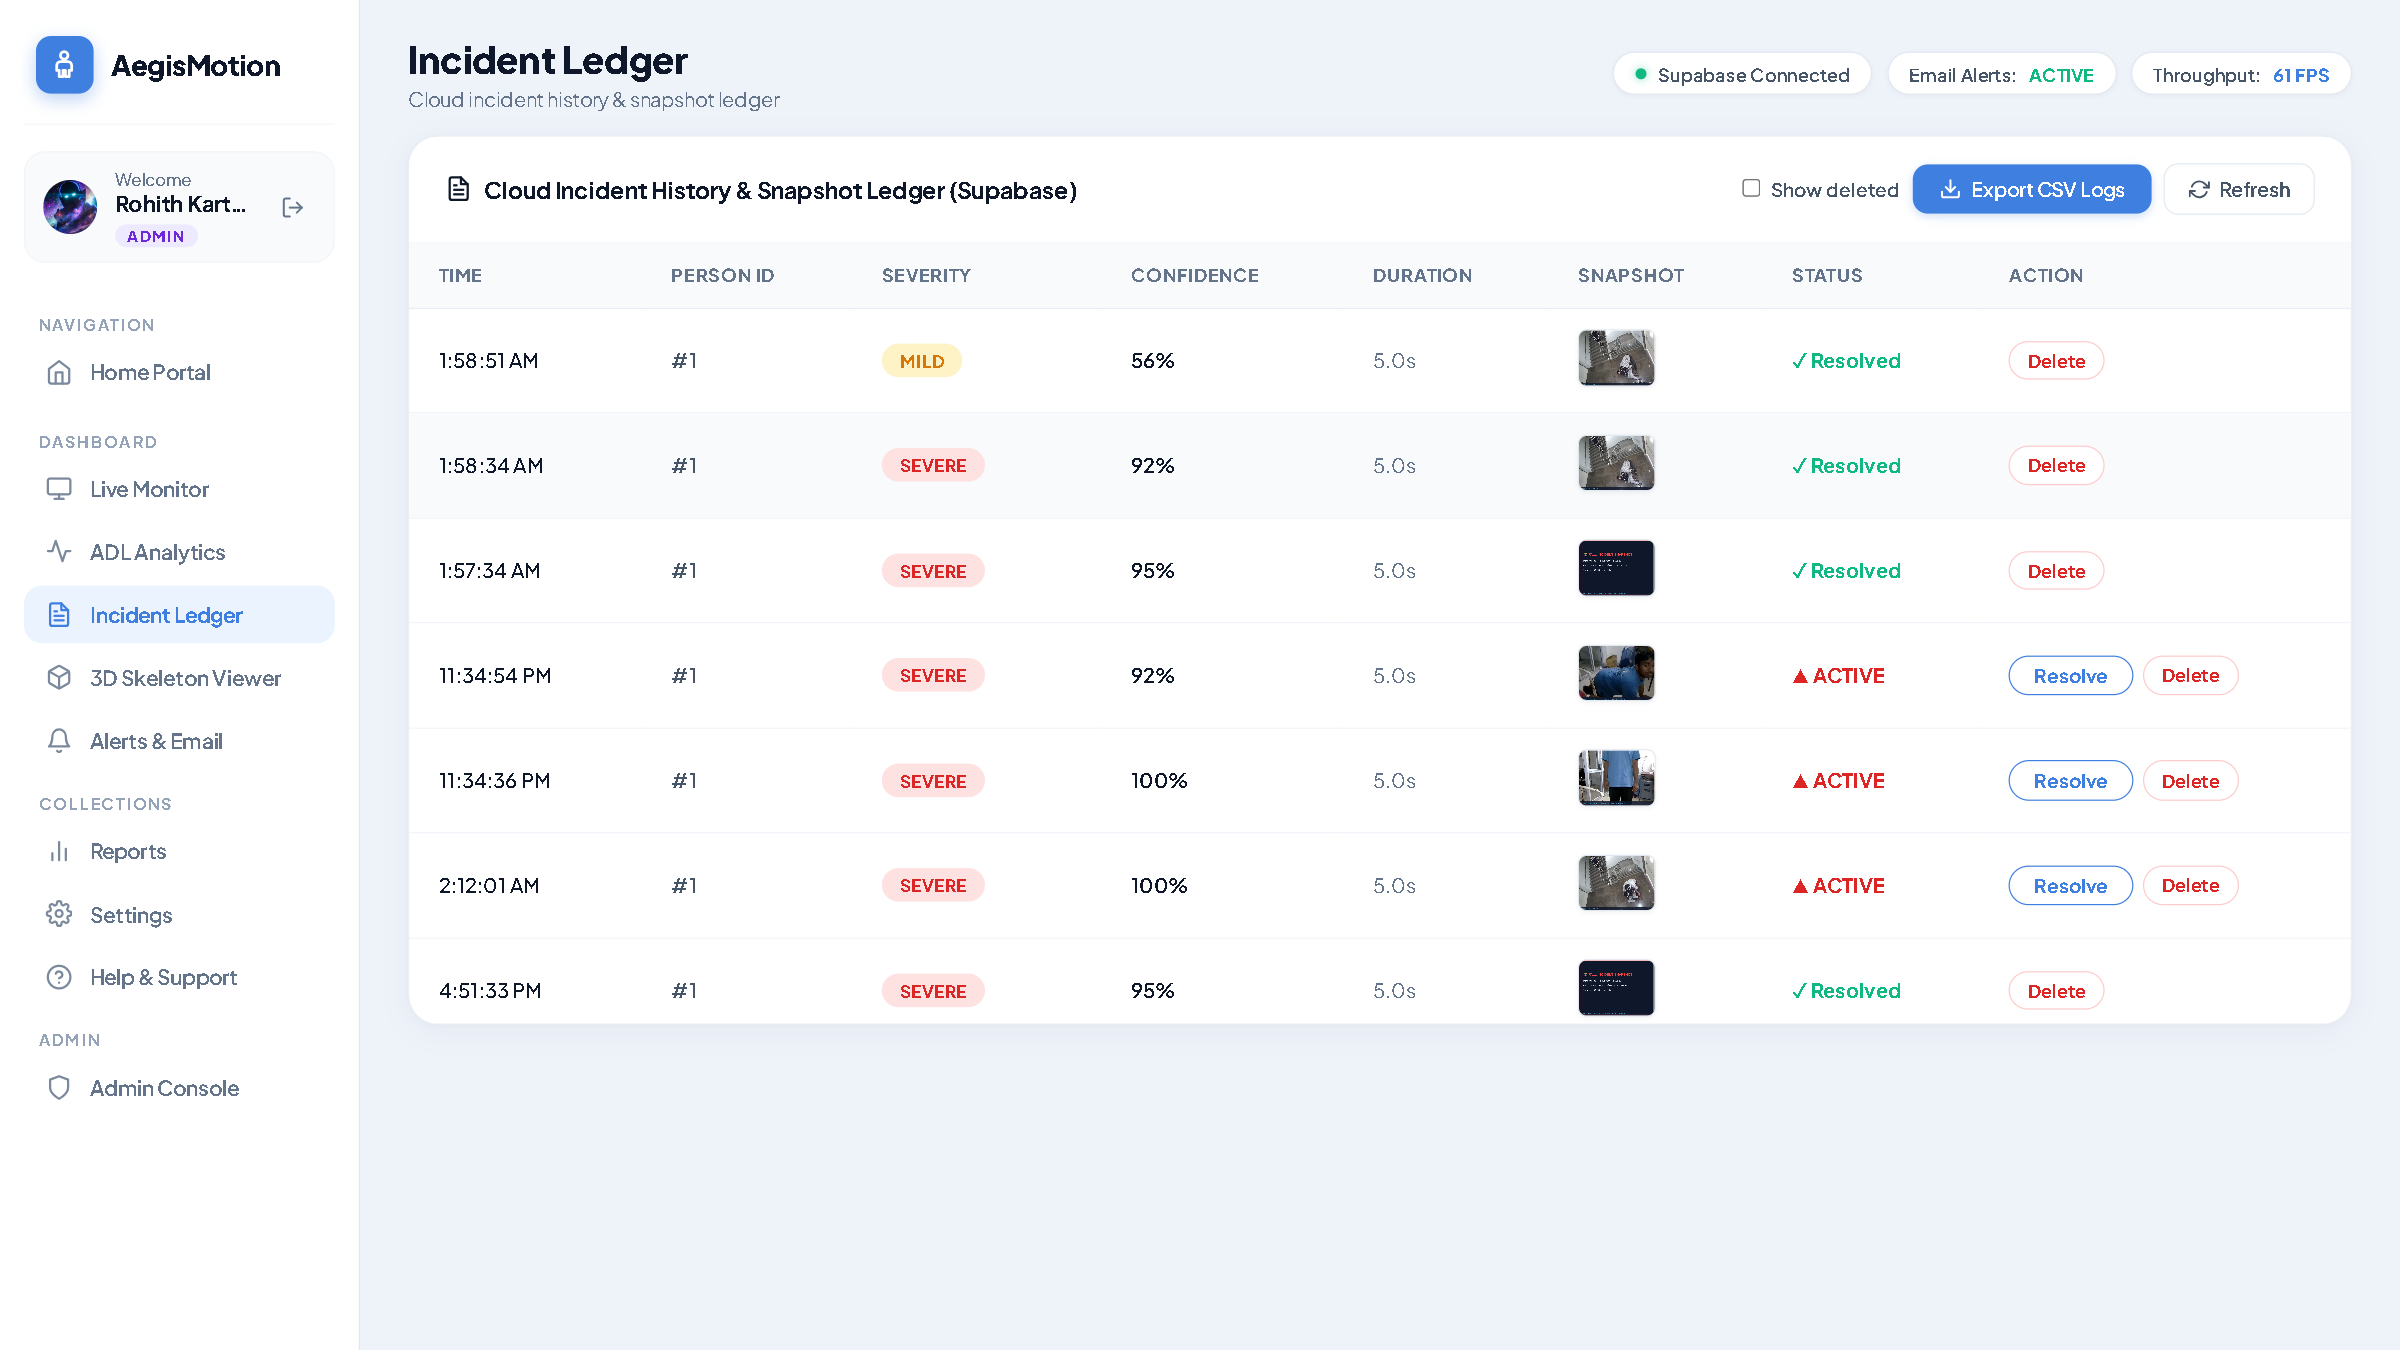 AegisMotion
Welcome
Rohith Kart...
ADMIN
NAVIGATION
Home Portal
DASHBOARD
Live Monitor
ADL Analytics
Incident Ledger
3D Skeleton Viewer
Alerts & Email
COLLECTIONS
Reports
Settings
Help & Support
ADMIN
Admin Console
Incident Ledger
Cloud incident history & snapshot ledger
Supabase Connected
Email Alerts: ACTIVE
Throughput: 61 FPS
Cloud Incident History & Snapshot Ledger (Supabase)
Show deleted
Export CSV Logs
Refresh
TIME PERSON ID SEVERITY CONFIDENCE DURATION SNAPSHOT STATUS ACTION
1:58:51 AM #1 MILD 56% 5.0s ✓ Resolved Delete
1:58:34 AM #1 SEVERE 92% 5.0s ✓ Resolved Delete
1:57:34 AM #1 SEVERE 95% 5.0s ✓ Resolved Delete
11:34:54 PM #1 SEVERE 92% 5.0s ▲ ACTIVE Resolve Delete
11:34:36 PM #1 SEVERE 100% 5.0s ▲ ACTIVE Resolve Delete
2:12:01 AM #1 SEVERE 100% 5.0s ▲ ACTIVE Resolve Delete
4:51:33 PM #1 SEVERE 95% 5.0s ✓ Resolved Delete